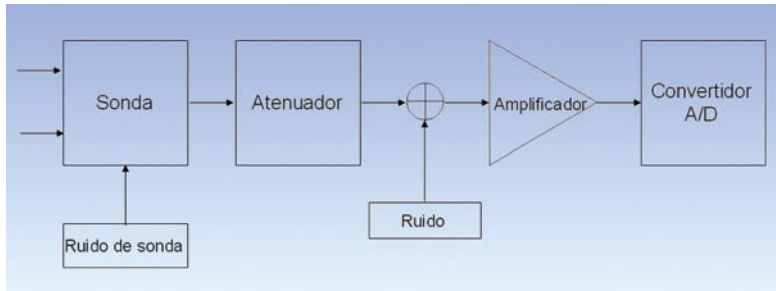 Sonda
Atenuador
Amplificador
Convertidor
A/D
Ruido de sonda
Ruido